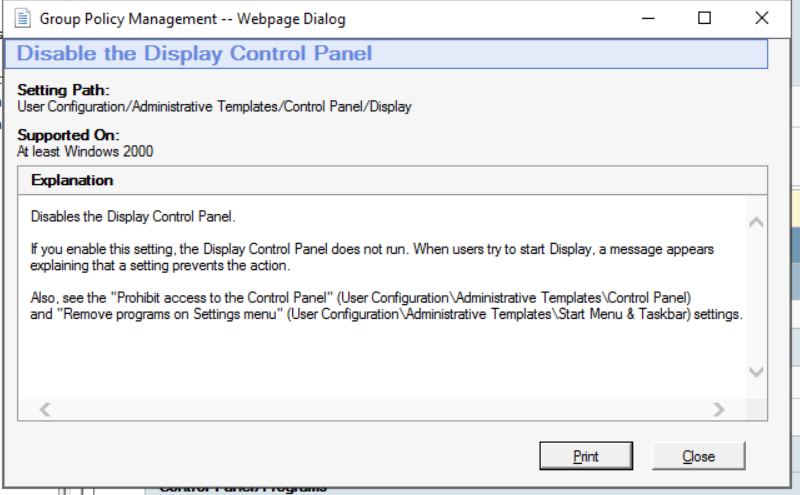 Group Policy Management -- Webpage Dialog
Disable the Display Control Panel
Setting Path:
User Configuration/Administrative Templates/Control Panel/Display
Supported On:
At least Windows 2000
Explanation
Disables the Display Control Panel.
If you enable this setting, the Display Control Panel does not run. When users try to start Display, a message appears
explaining that a setting prevents the action.
Also, see the "Prohibit access to the Control Panel" (User Configuration\Administrative Templates\Control Panel)
and "Remove programs on Settings menu" (User Configuration\Administrative Templates\Start Menu & Taskbar) settings.
Print Close
Control Panel/Programs